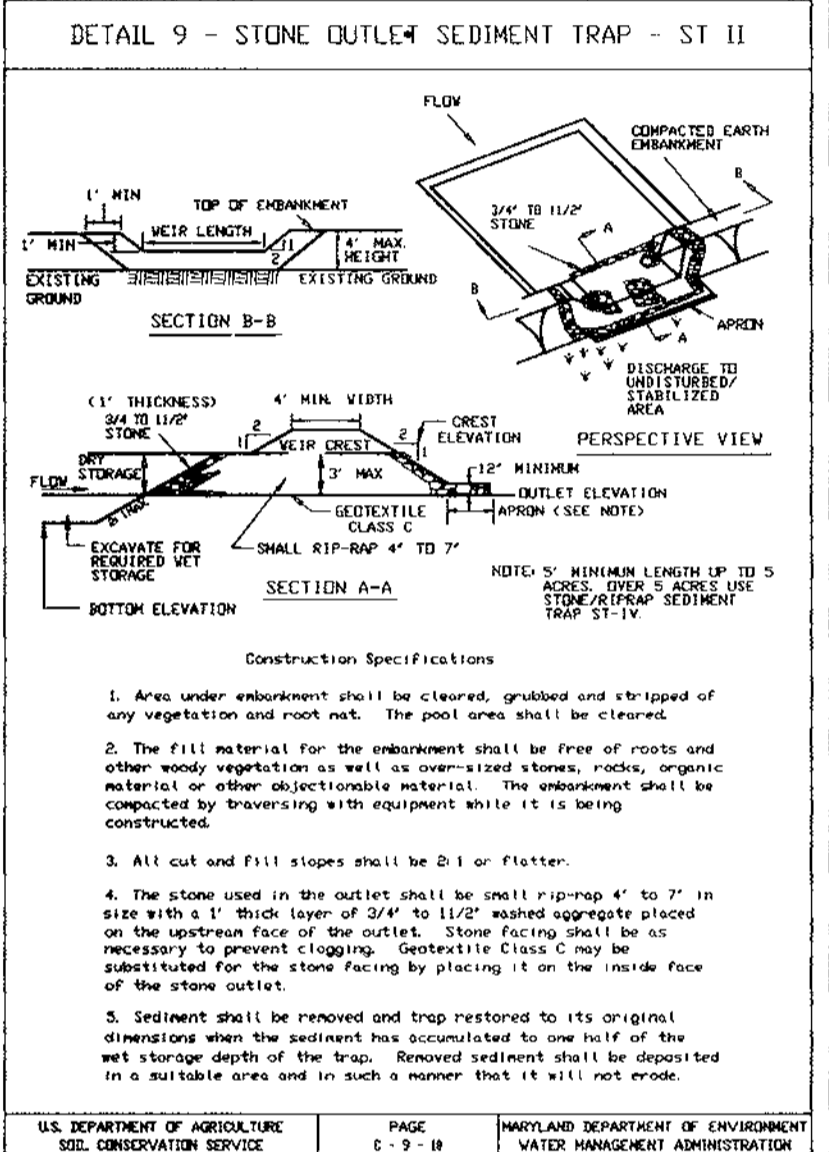 DETAIL 9 - STONE OUTLET SEDIMENT TRAP - ST II
FLOW
COMPACTED EARTH
EMBANKMENT
B
3/4' TO 11/2'
STONE
A
B
A
APRON
DISCHARGE TO
UNDISTURBED/
STABILIZED
AREA
PERSPECTIVE VIEW
1' MIN
TOP OF EMBANKMENT
WEIR LENGTH
1' MIN
1
2
4' MAX.
HEIGHT
EXISTING
GROUND
EXISTING GROUND
SECTION B-B
(1' THICKNESS)
3/4 TO 11/2'
STONE
4' MIN. WIDTH
2
1
WEIR CREST
2
1
CREST
ELEVATION
DRY
STORAGE
FLOW
3' MAX
12' MINIMUM
OUTLET ELEVATION
APRON (SEE NOTE)
GEOTEXTILE
CLASS C
EXCAVATE FOR
REQUIRED WET
STORAGE
SMALL RIP-RAP 4' TO 7'
BOTTOM ELEVATION
SECTION A-A
NOTE: 5' MINIMUM LENGTH UP TO 5
ACRES. OVER 5 ACRES USE
STONE/RIPRAP SEDIMENT
TRAP ST-IV.
Construction Specifications
1. Area under embankment shall be cleared, grubbed and stripped of
any vegetation and root mat. The pool area shall be cleared.
2. The fill material for the embankment shall be free of roots and
other woody vegetation as well as over-sized stones, rocks, organic
material or other objectionable material. The embankment shall be
compacted by traversing with equipment while it is being
constructed.
3. All cut and fill slopes shall be 2:1 or flatter.
4. The stone used in the outlet shall be small rip-rap 4' to 7' in
size with a 1' thick layer of 3/4' to 11/2' washed aggregate placed
on the upstream face of the outlet. Stone facing shall be as
necessary to prevent clogging. Geotextile Class C may be
substituted for the stone facing by placing it on the inside face
of the stone outlet.
5. Sediment shall be removed and trap restored to its original
dimensions when the sediment has accumulated to one half of the
wet storage depth of the trap. Removed sediment shall be deposited
in a suitable area and in such a manner that it will not erode.
U.S. DEPARTMENT OF AGRICULTURE
SOIL CONSERVATION SERVICE
PAGE
C - 9 - 10
MARYLAND DEPARTMENT OF ENVIRONMENT
WATER MANAGEMENT ADMINISTRATION